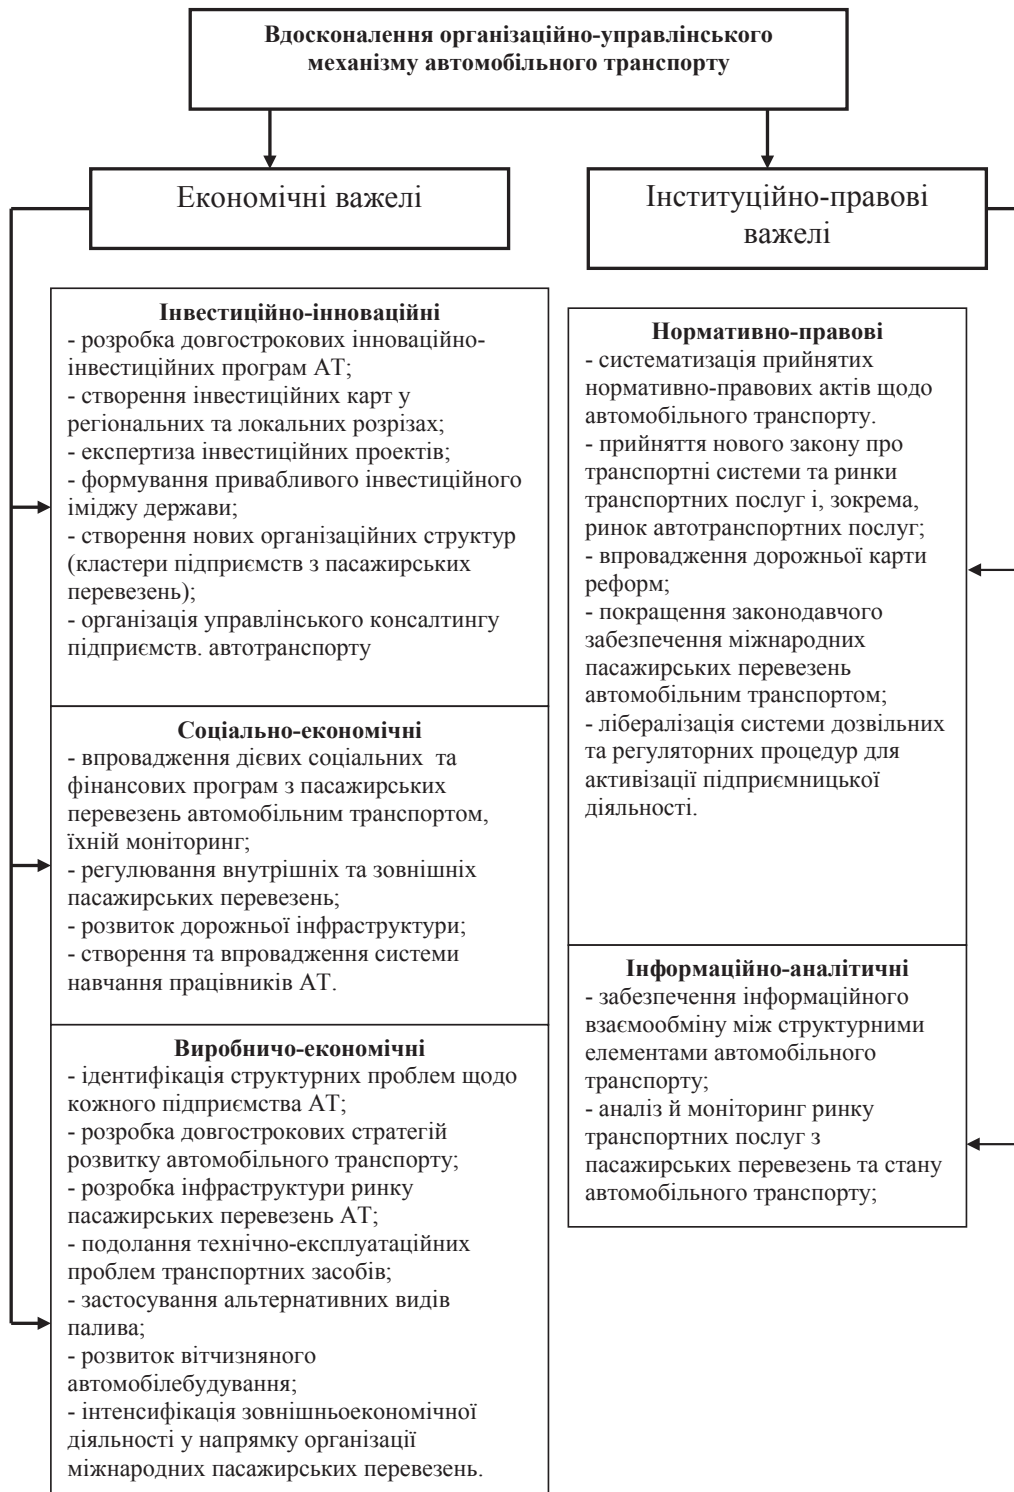 Вдосконалення організаційно-управлінського
механізму автомобільного транспорту
Економічні важелі
Інституційно-правові
важелі
Інвестиційно-інноваційні
- розробка довгострокових інноваційно-
інвестиційних програм АТ;
- створення інвестиційних карт у
регіональних та локальних розрізах;
- експертиза інвестиційних проектів;
- формування привабливого інвестиційного
іміджу держави;
- створення нових організаційних структур
(кластери підприємств з пасажирських
перевезень);
- організація управлінського консалтингу
підприємств. автотранспорту
Соціально-економічні
- впровадження дієвих соціальних та
фінансових програм з пасажирських
перевезень автомобільним транспортом,
їхній моніторинг;
- регулювання внутрішніх та зовнішніх
пасажирських перевезень;
- розвиток дорожньої інфраструктури;
- створення та впровадження системи
навчання працівників АТ.
Виробничо-економічні
- ідентифікація структурних проблем щодо
кожного підприємства АТ;
- розробка довгострокових стратегій
розвитку автомобільного транспорту;
- розробка інфраструктури ринку
пасажирських перевезень АТ;
- подолання технічно-експлуатаційних
проблем транспортних засобів;
- застосування альтернативних видів
палива;
- розвиток вітчизняного
автомобілебудування;
- інтенсифікація зовнішньоекономічної
діяльності у напрямку організації
міжнародних пасажирських перевезень.
Нормативно-правові
- систематизація прийнятих
нормативно-правових актів щодо
автомобільного транспорту.
- прийняття нового закону про
транспортні системи та ринки
транспортних послуг і, зокрема,
ринок автотранспортних послуг;
- впровадження дорожньої карти
реформ;
- покращення законодавчого
забезпечення міжнародних
пасажирських перевезень
автомобільним транспортом;
- лібералізація системи дозвільних
та регуляторних процедур для
активізації підприємницької
діяльності.
Інформаційно-аналітичні
- забезпечення інформаційного
взаємообміну між структурними
елементами автомобільного
транспорту;
- аналіз й моніторинг ринку
транспортних послуг з
пасажирських перевезень та стану
автомобільного транспорту;